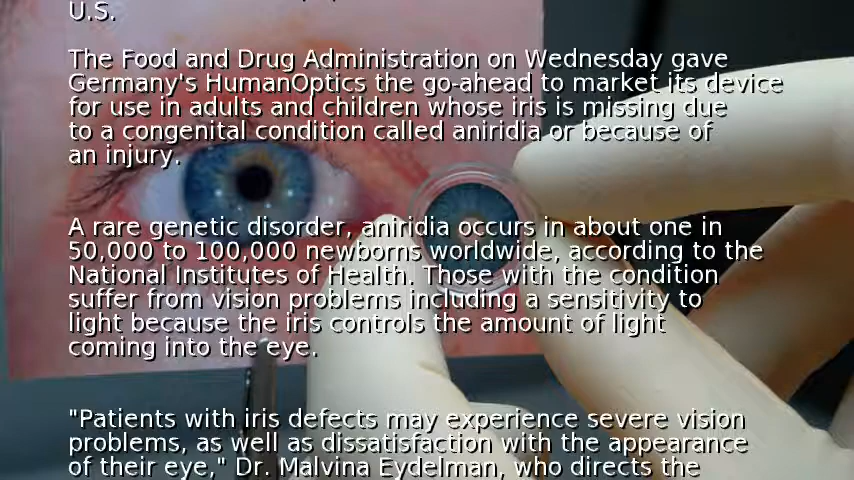 U.S.
The Food and Drug Administration on Wednesday gave
Germany's HumanOptics the go-ahead to market its device
for use in adults and children whose iris is missing due
to a congenital condition called aniridia or because of
an injury.
A rare genetic disorder, aniridia occurs in about one in
50,000 to 100,000 newborns worldwide, according to the
National Institutes of Health. Those with the condition
suffer from vision problems including a sensitivity to
light because the iris controls the amount of light
coming into the eye.
"Patients with iris defects may experience severe vision
problems, as well as dissatisfaction with the appearance
of their eye," Dr. Malvina Eydelman, who directs the